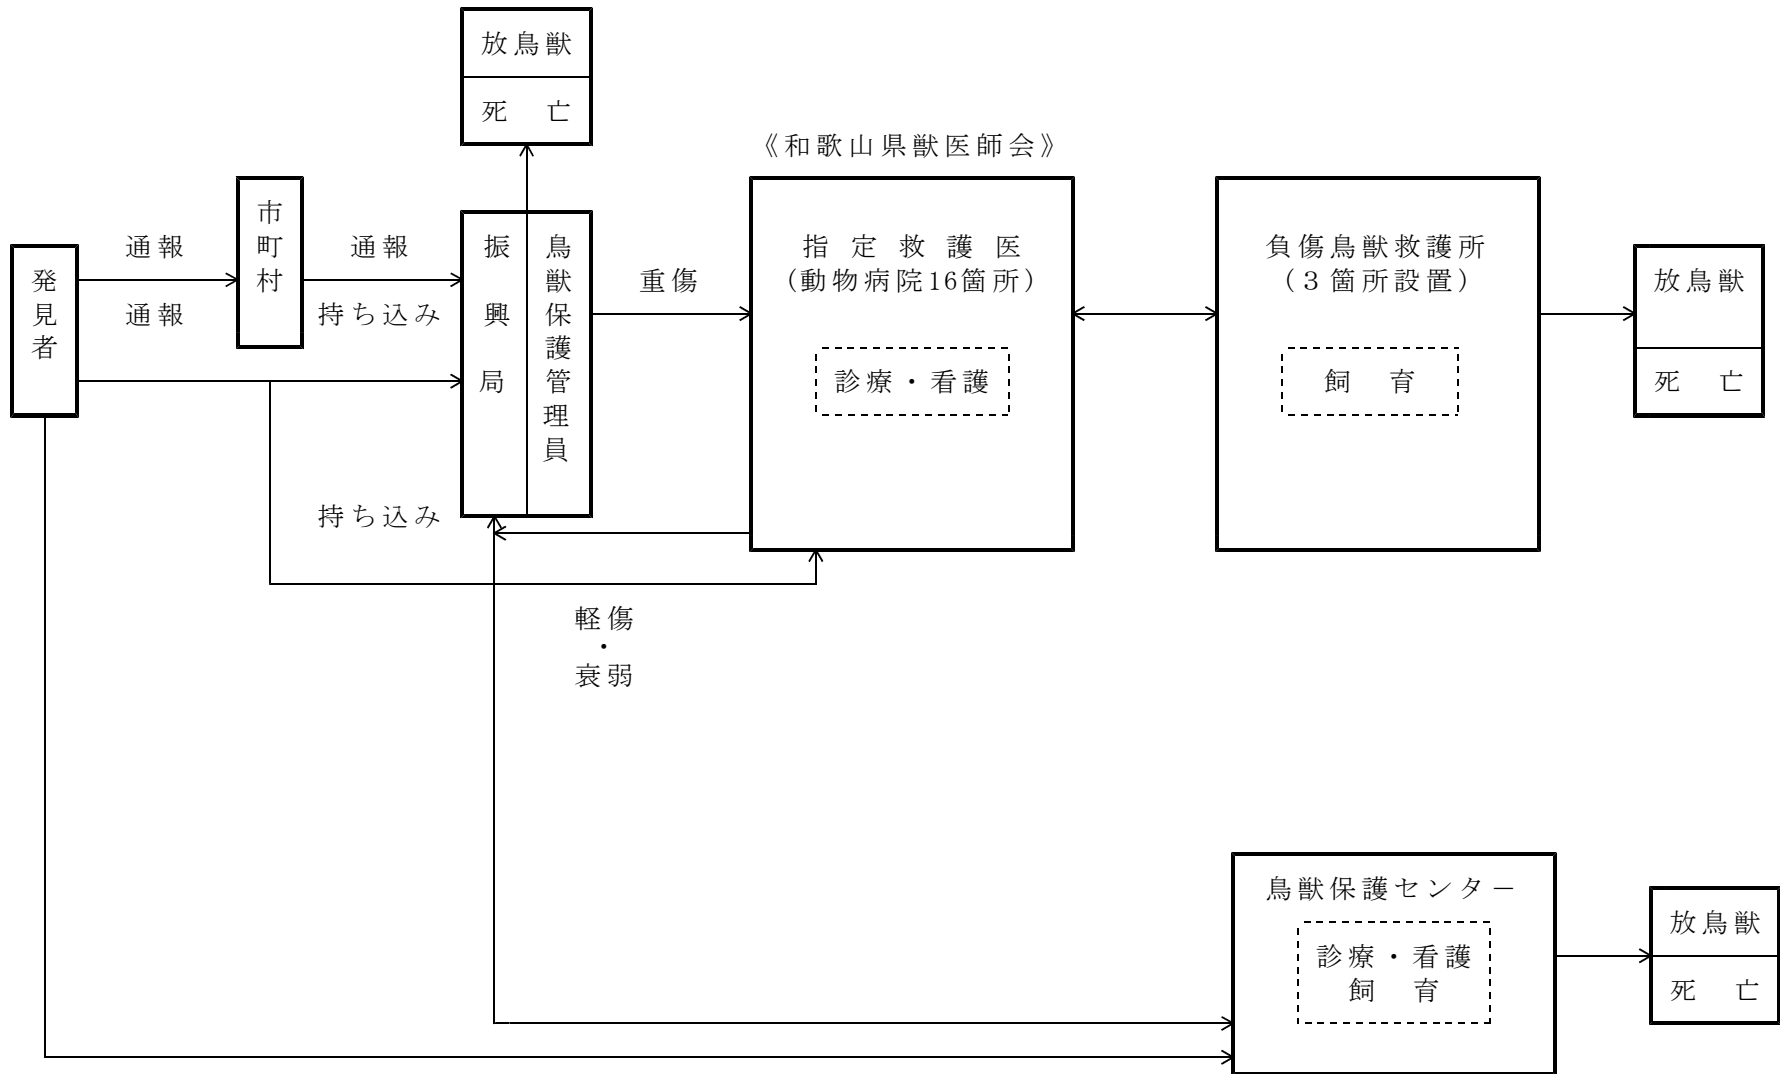 放鳥獣
死　亡
《和歌山県獣医師会》
発見者
通報
通報
市町村
通報
持ち込み
持ち込み
振興局
鳥獣保護管理員
重傷
指定救護医
(動物病院16箇所)
診療・看護
負傷鳥獣救護所
(３箇所設置)
飼　育
放鳥獣
死　亡
軽傷
・
衰弱
鳥獣保護センター
診療・看護
飼　育
放鳥獣
死　亡